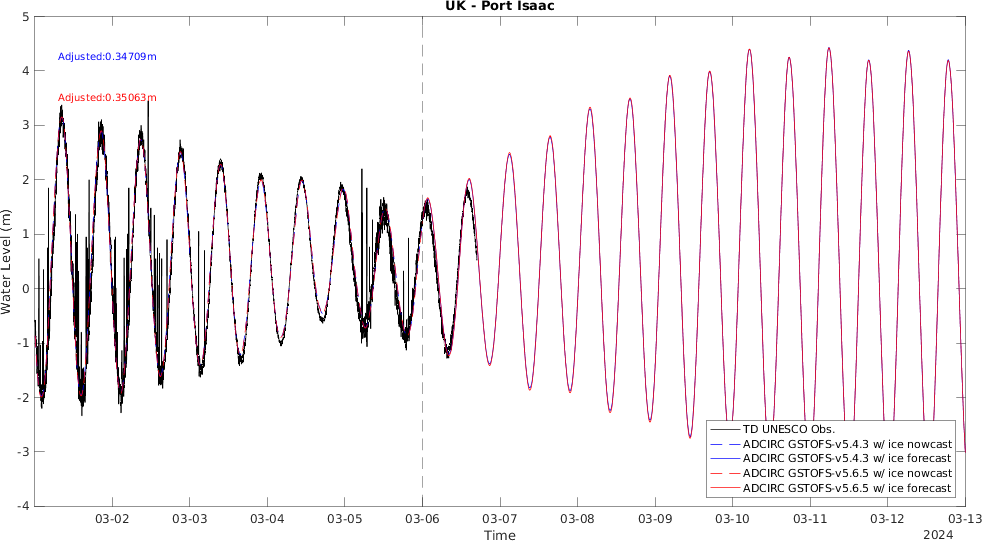 UK - Port Isaac
5
4
3
2
1
0
-1
-2
-3
-4
Water Level (m)
Adjusted:0.34709m
Adjusted:0.35063m
TD UNESCO Obs.
ADCIRC GSTOFS-v5.4.3 w/ ice nowcast
ADCIRC GSTOFS-v5.4.3 w/ ice forecast
ADCIRC GSTOFS-v5.6.5 w/ ice nowcast
ADCIRC GSTOFS-v5.6.5 w/ ice forecast
03-02 03-03 03-04 03-05 03-06 03-07 03-08 03-09 03-10 03-11 03-12 03-13
Time
2024